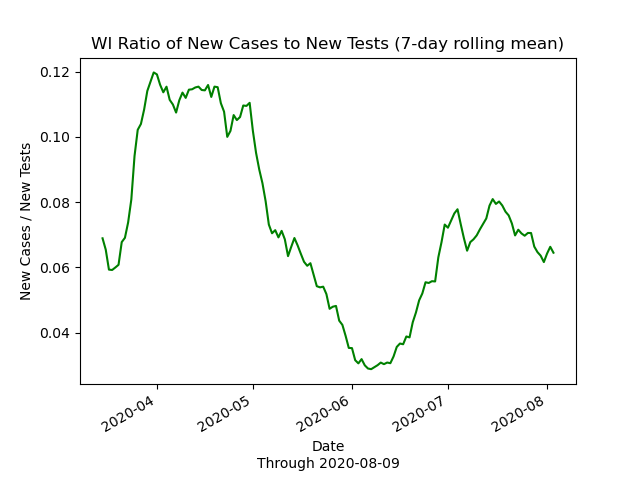 WI Ratio of New Cases to New Tests (7-day rolling mean)
New Cases / New Tests
0.12
0.10
0.08
0.06
0.04
2020-04
2020-05
2020-06
2020-07
2020-08
Date
Through 2020-08-09